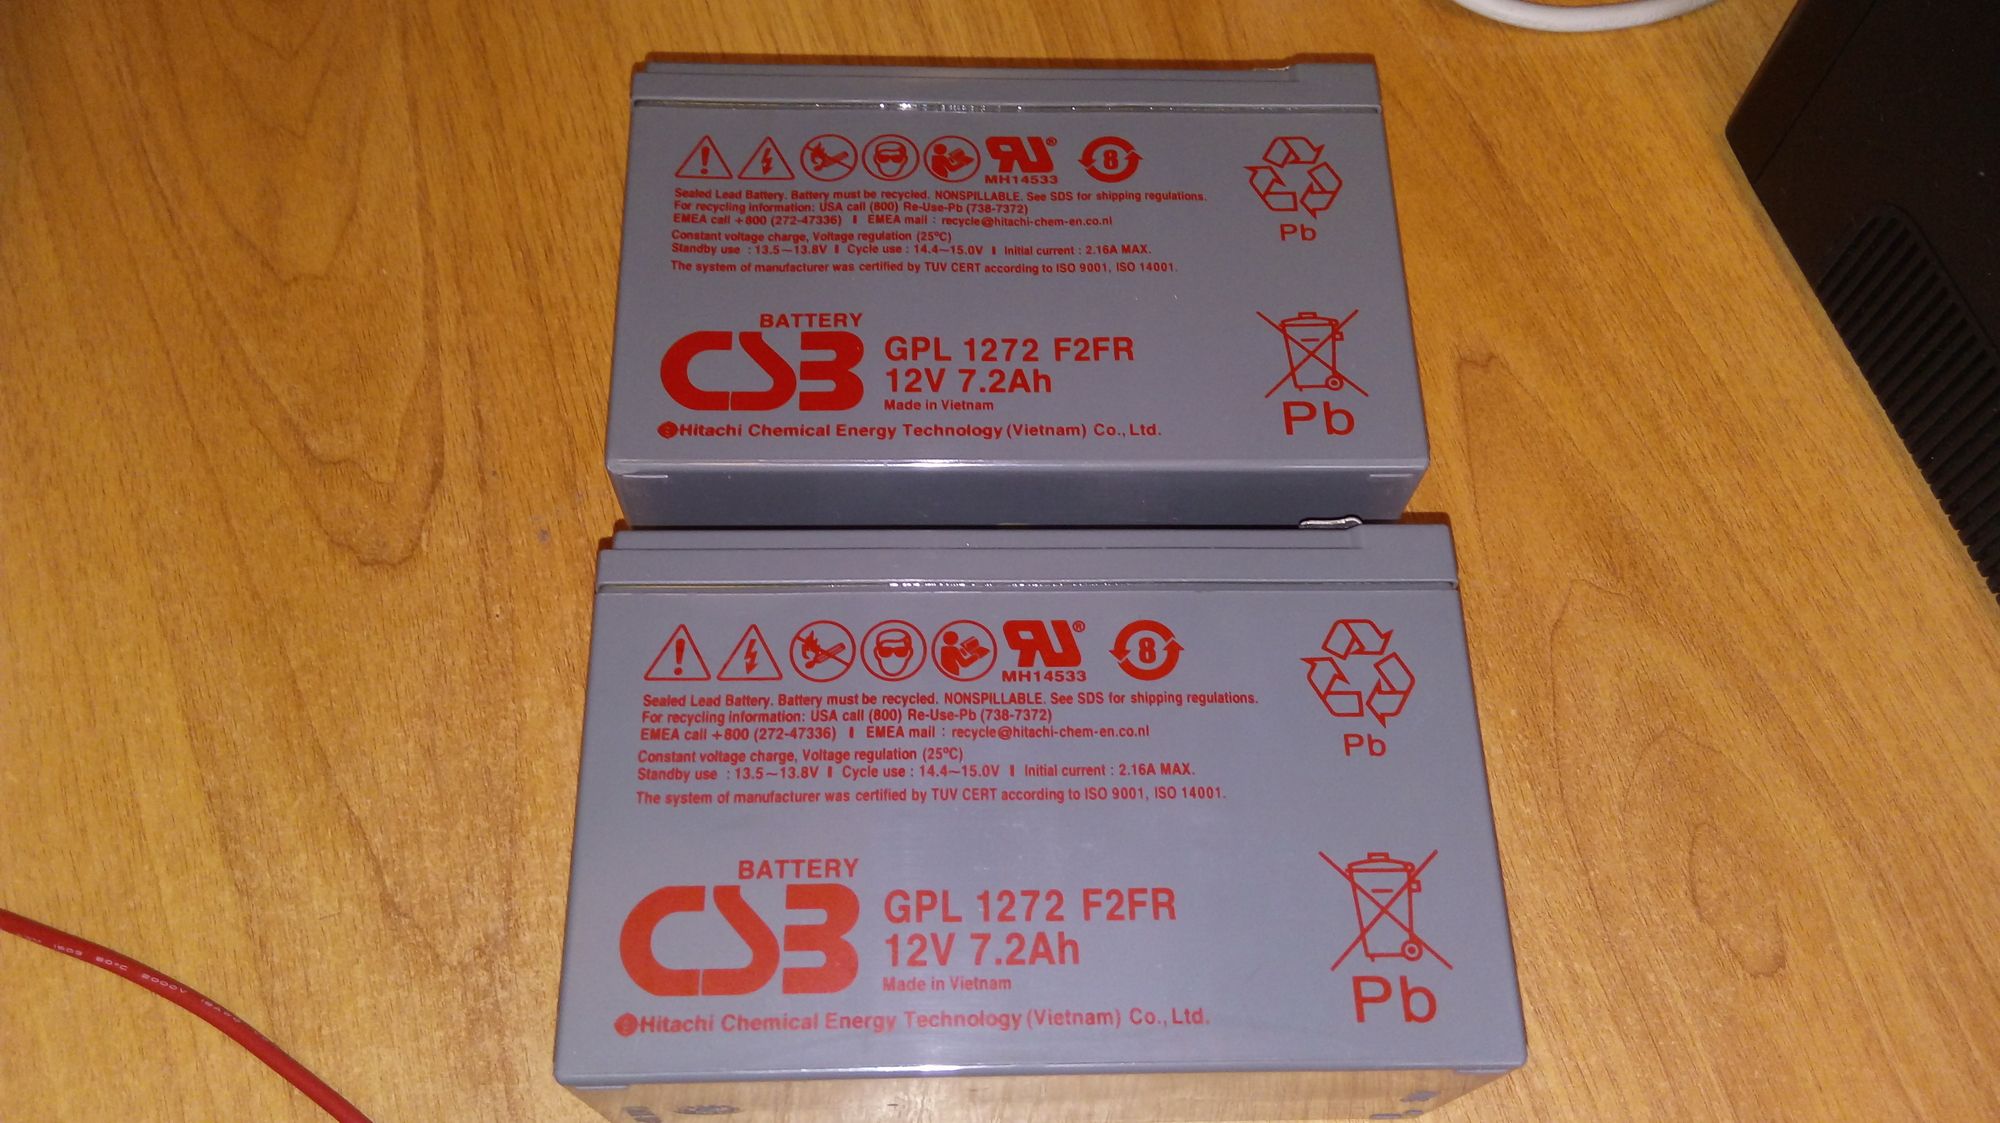 MH14533
8
Sealed Lead Battery. Battery must be recycled. NONSPILLABLE. See SDS for shipping regulations.
For recycling information: USA call (800) Re-Use-Pb (738-7372)
EMEA call +800 (272-47336) I EMEA mail : recycle@hitachi-chem-en.co.nl
Constant voltage charge, Voltage regulation (25°C)
Standby use : 13.5~13.8V I Cycle use : 14.4~15.0V I Initial current : 2.16A MAX.
The system of manufacturer was certified by TUV CERT according to ISO 9001, ISO 14001.
Pb
BATTERY
CSB
GPL 1272 F2FR
12V 7.2Ah
Made in Vietnam
Hitachi Chemical Energy Technology (Vietnam) Co., Ltd.
Pb
MH14533
8
Sealed Lead Battery. Battery must be recycled. NONSPILLABLE. See SDS for shipping regulations.
For recycling information: USA call (800) Re-Use-Pb (738-7372)
EMEA call +800 (272-47336) I EMEA mail : recycle@hitachi-chem-en.co.nl
Constant voltage charge, Voltage regulation (25°C)
Standby use : 13.5~13.8V I Cycle use : 14.4~15.0V I Initial current : 2.16A MAX.
The system of manufacturer was certified by TUV CERT according to ISO 9001, ISO 14001.
Pb
BATTERY
CSB
GPL 1272 F2FR
12V 7.2Ah
Made in Vietnam
Hitachi Chemical Energy Technology (Vietnam) Co., Ltd.
Pb
80°C 2000V